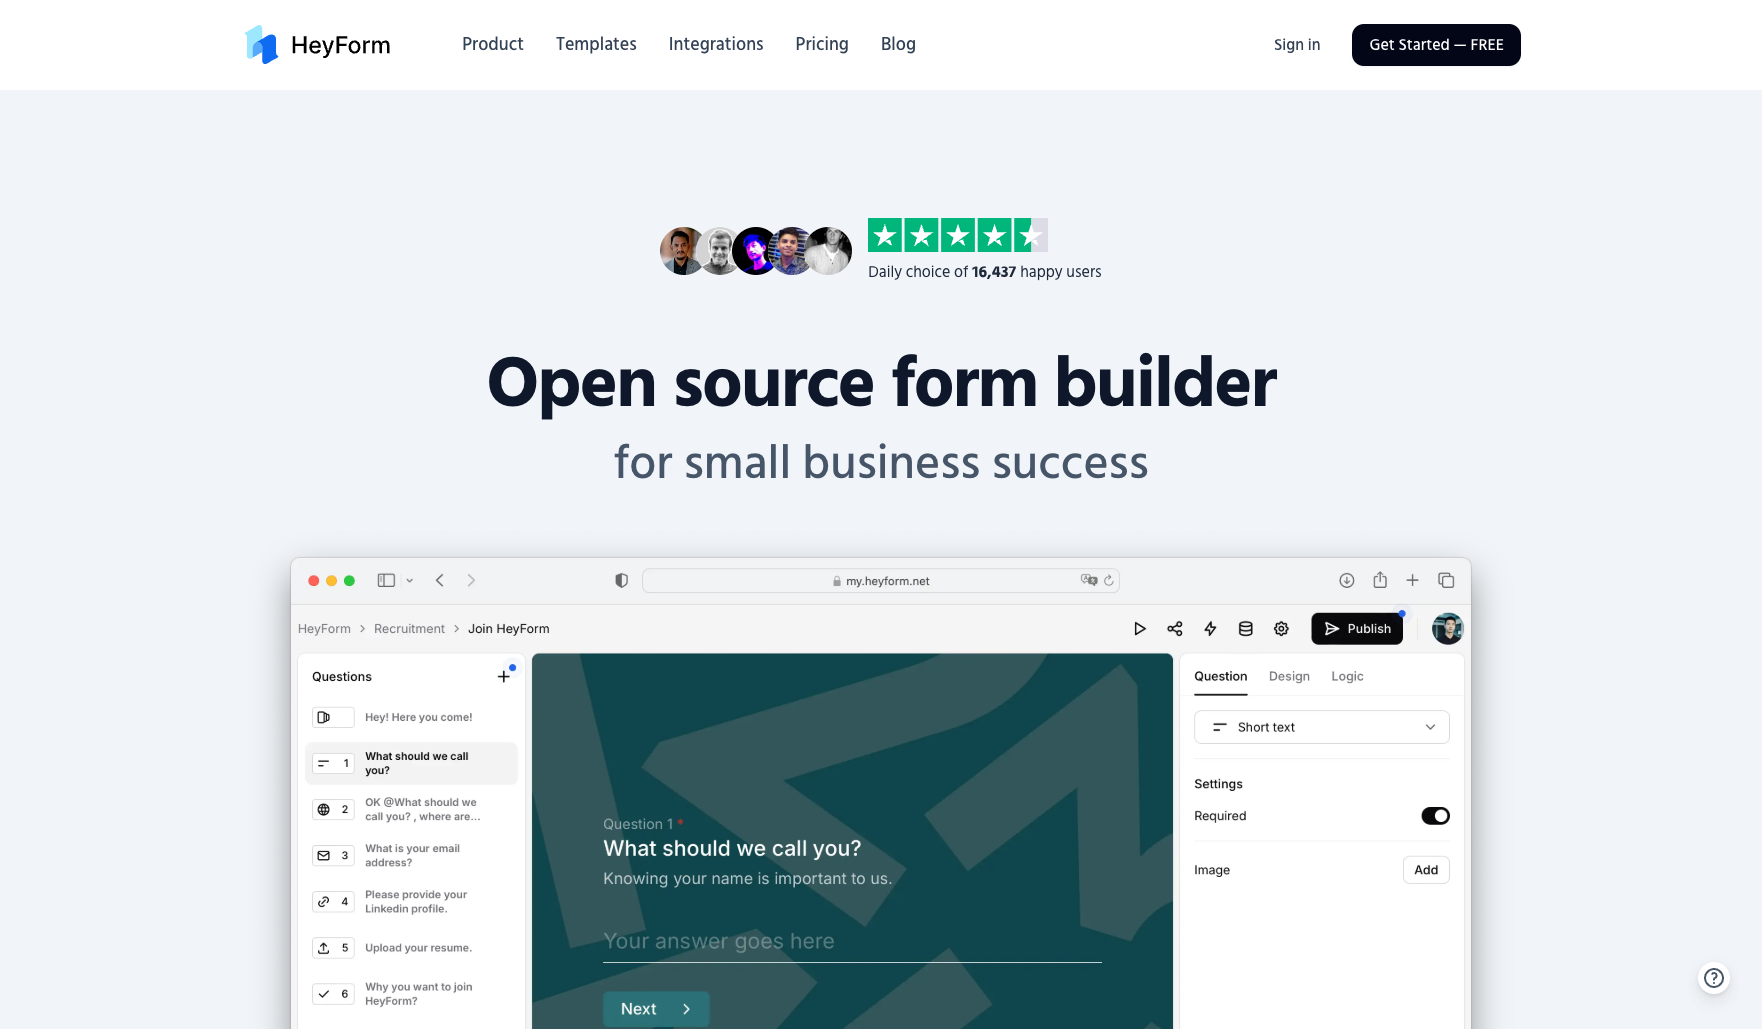 HeyForm
Product
Templates
Integrations
Pricing
Blog
Sign in
Get Started — FREE
Daily choice of 16,437 happy users
Open source form builder
for small business success
my.heyform.net
HeyForm
Recruitment
Join HeyForm
Publish
Questions
Hey! Here you come!
1
What should we call
you?
2
OK @What should we
call you? , where are...
3
What is your email
address?
4
Please provide your
Linkedin profile.
5
Upload your resume.
6
Why you want to join
HeyForm?
Question 1 *
What should we call you?
Knowing your name is important to us.
Your answer goes here
Next
Question
Design
Logic
Short text
Settings
Required
Image
Add